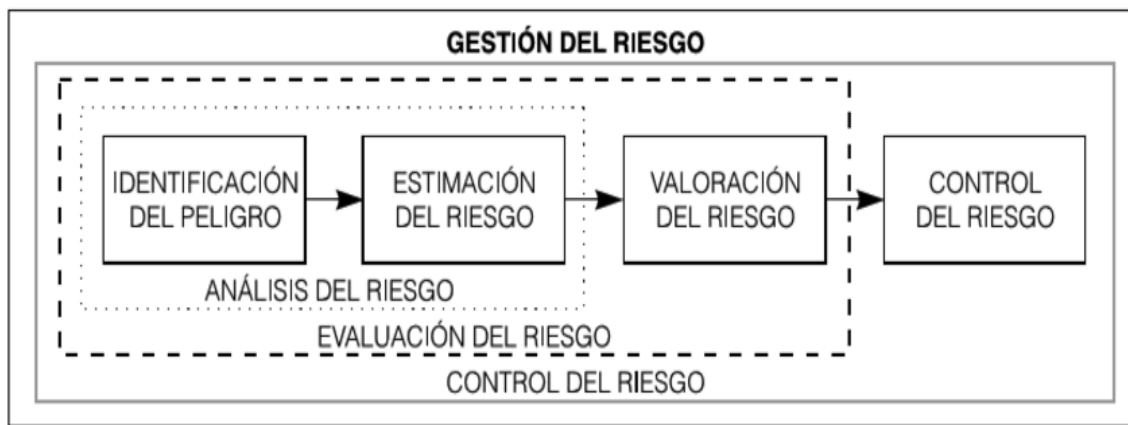 GESTIÓN DEL RIESGO
IDENTIFICACIÓN
DEL PELIGRO
ESTIMACIÓN
DEL RIESGO
VALORACIÓN
DEL RIESGO
CONTROL
DEL RIESGO
ANÁLISIS DEL RIESGO
EVALUACIÓN DEL RIESGO
CONTROL DEL RIESGO